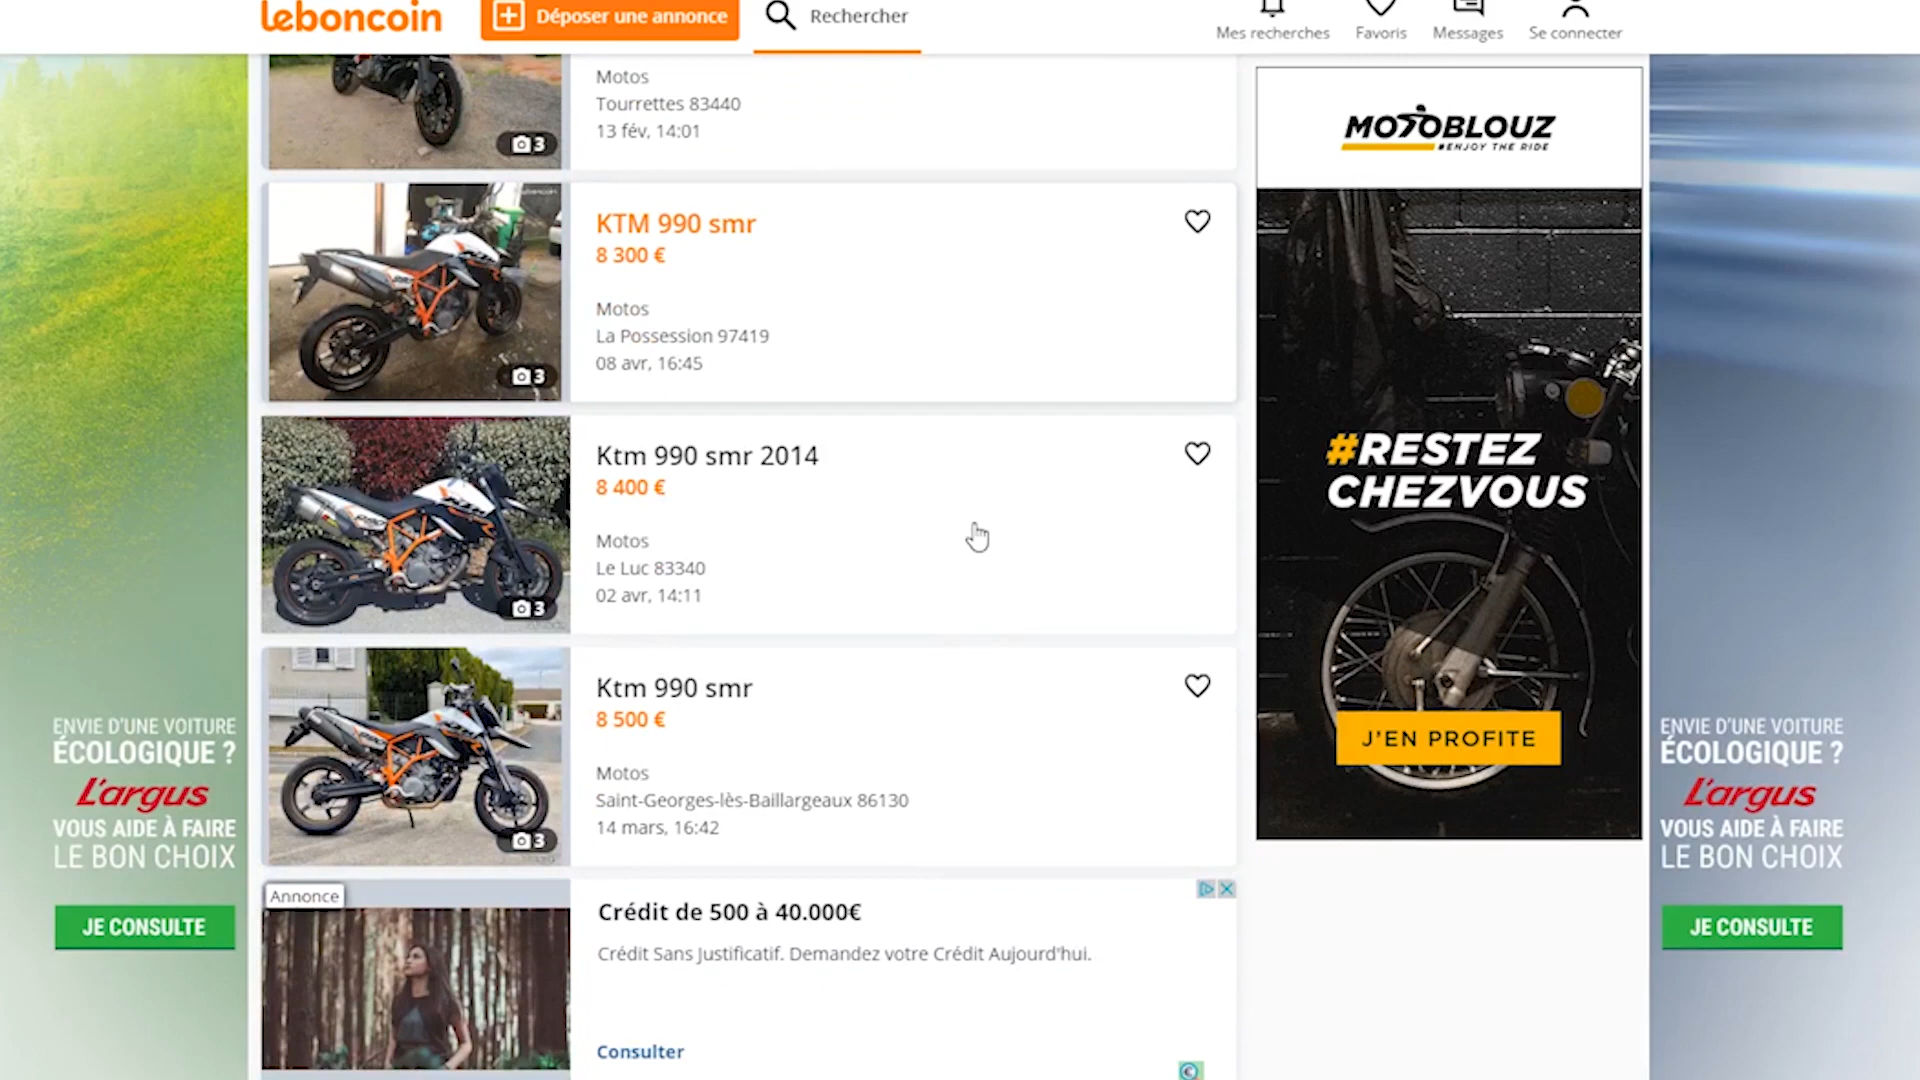 leboncoin
Déposer une annonce
Rechercher
Mes recherches
Favoris
Messages
Se connecter
Motos
Tourrettes 83440
13 fév, 14:01
3
KTM 990 smr
8 300 €
Motos
La Possession 97419
08 avr, 16:45
3
Ktm 990 smr 2014
8 400 €
Motos
Le Luc 83340
02 avr, 14:11
3
Ktm 990 smr
8 500 €
Motos
Saint-Georges-lès-Baillargeaux 86130
14 mars, 16:42
3
Annonce
Crédit de 500 à 40.000€
Crédit Sans Justificatif. Demandez votre Crédit Aujourd'hui.
Consulter
MOTOBLOUZ
#ENJOY THE RIDE
#RESTEZ
CHEZVOUS
J'EN PROFITE
ENVIE D'UNE VOITURE
ÉCOLOGIQUE ?
L'argus
VOUS AIDE À FAIRE
LE BON CHOIX
JE CONSULTE
ENVIE D'UNE VOITURE
ÉCOLOGIQUE ?
L'argus
VOUS AIDE À FAIRE
LE BON CHOIX
JE CONSULTE